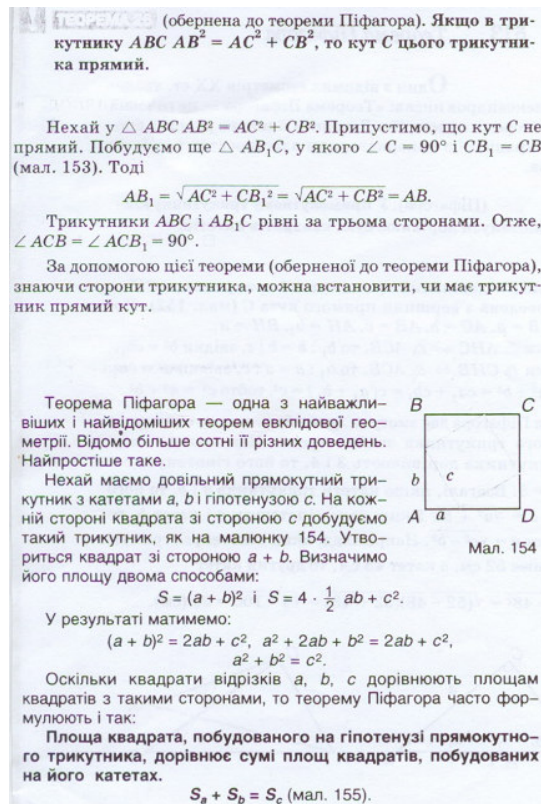 ТЕОРЕМА 28 (обернена до теореми Піфагора). Якщо в три-
кутнику ABC AB² = AC² + CB², то кут C цього трикутни-
ка прямий.
Нехай у △ ABC AB² = AC² + CB². Припустимо, що кут C не
прямий. Побудуємо ще △ AB₁C, у якого ∠ C = 90° і CB₁ = CB
(мал. 153). Тоді
AB₁ = √AC² + CB₁² = √AC² + CB² = AB.
Трикутники ABC і AB₁C рівні за трьома сторонами. Отже,
∠ ACB = ∠ ACB₁ = 90°.
За допомогою цієї теореми (оберненої до теореми Піфагора),
знаючи сторони трикутника, можна встановити, чи має трикут-
ник прямий кут.
Теорема Піфагора — одна з найважли-
віших і найвідоміших теорем евклідової гео-
метрії. Відомо більше сотні її різних доведень.
Найпростіше таке.
Нехай маємо довільний прямокутний три-
кутник з катетами a, b і гіпотенузою c. На кож-
ній стороні квадрата зі стороною c добудуємо
такий трикутник, як на малюнку 154. Утво-
риться квадрат зі стороною a + b. Визначимо
його площу двома способами:
B C
b c
A a D
Мал. 154
S = (a + b)² і S = 4 · ½ ab + c².
У результаті матимемо:
(a + b)² = 2ab + c², a² + 2ab + b² = 2ab + c²,
a² + b² = c².
Оскільки квадрати відрізків a, b, c дорівнюють площам
квадратів з такими сторонами, то теорему Піфагора часто фор-
мулюють і так:
Площа квадрата, побудованого на гіпотенузі прямокутно-
го трикутника, дорівнює сумі площ квадратів, побудованих
на його катетах.
Sₐ + S_b = S_c (мал. 155).